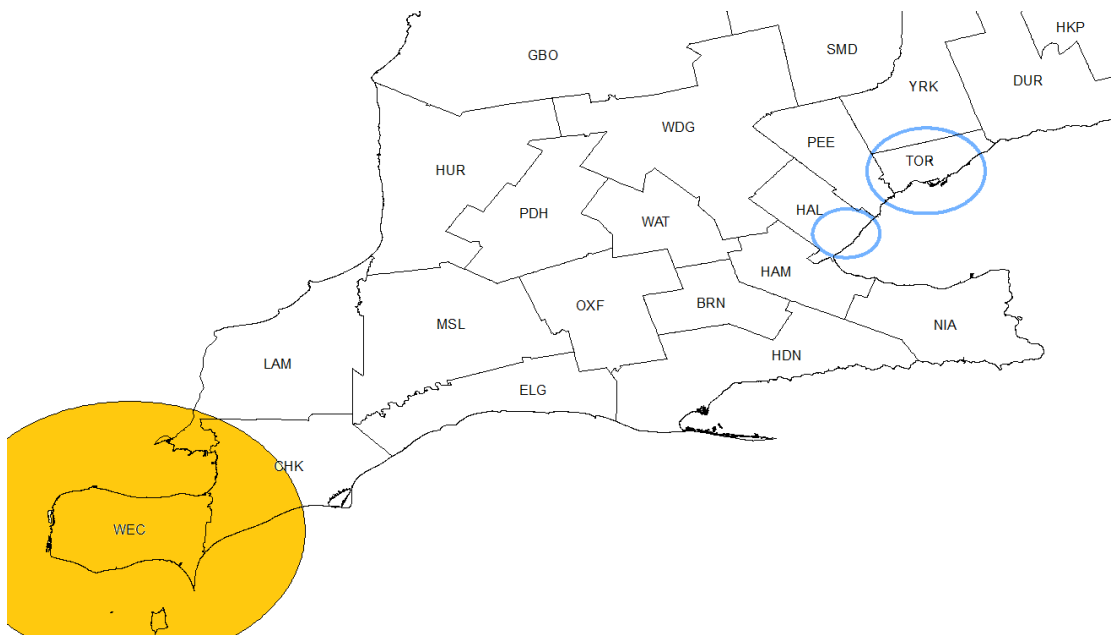 HKP
SMD
GBO
DUR
YRK
WDG
PEE
TOR
HUR
HAL
PDH
WAT
HAM
BRN
OXF
MSL
NIA
HDN
LAM
ELG
CHK
WEC